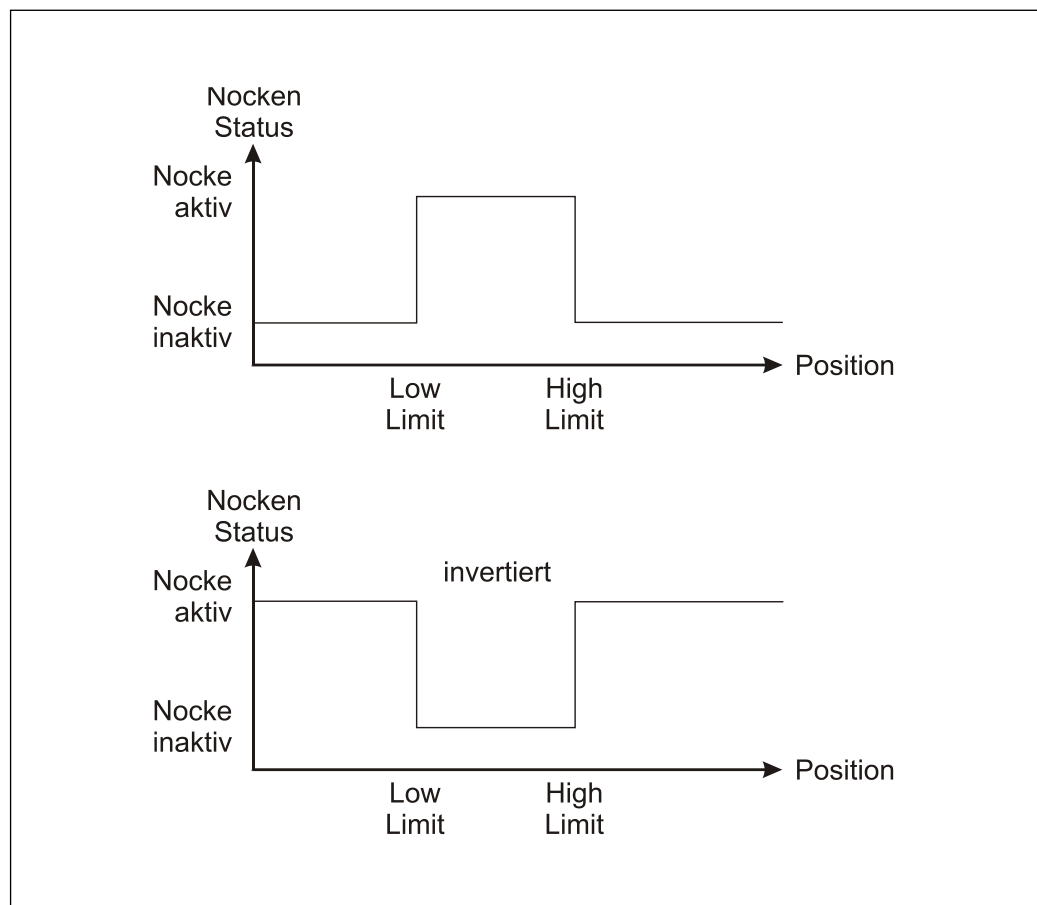 Nocken
Status
Nocke
aktiv
Nocke
inaktiv
Position
Low
Limit
High
Limit
Nocken
Status
invertiert
Nocke
aktiv
Nocke
inaktiv
Position
Low
Limit
High
Limit